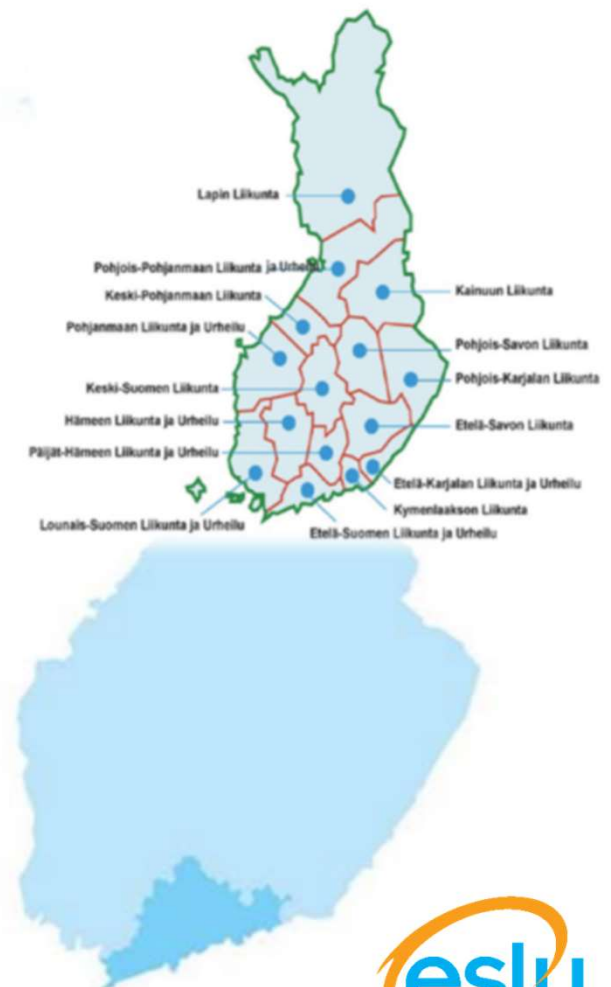 Lapin Liikunta
Pohjois-Pohjanmaan Liikunta ja Urheilu
Keski-Pohjanmaan Liikunta
Kainuun Liikunta
Pohjanmaan Liikunta ja Urheilu
Pohjois-Savon Liikunta
Pohjois-Karjalan Liikunta
Keski-Suomen Liikunta
Hämeen Liikunta ja Urheilu
Etelä-Savon Liikunta
Päijät-Hämeen Liikunta ja Urheilu
Etelä-Karjalan Liikunta ja Urheilu
Kymenlaakson Liikunta
Lounais-Suomen Liikunta ja Urheilu
Etelä-Suomen Liikunta ja Urheilu
eslu